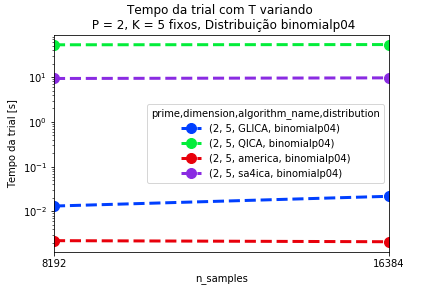 Tempo da trial com T variando
P = 2, K = 5 fixos, Distribuição binomialp04
Tempo da trial [s]
10¹
10⁰
10⁻¹
10⁻²
prime,dimension,algorithm_name,distribution
(2, 5, GLICA, binomialp04)
(2, 5, QICA, binomialp04)
(2, 5, america, binomialp04)
(2, 5, sa4ica, binomialp04)
8192
16384
n_samples